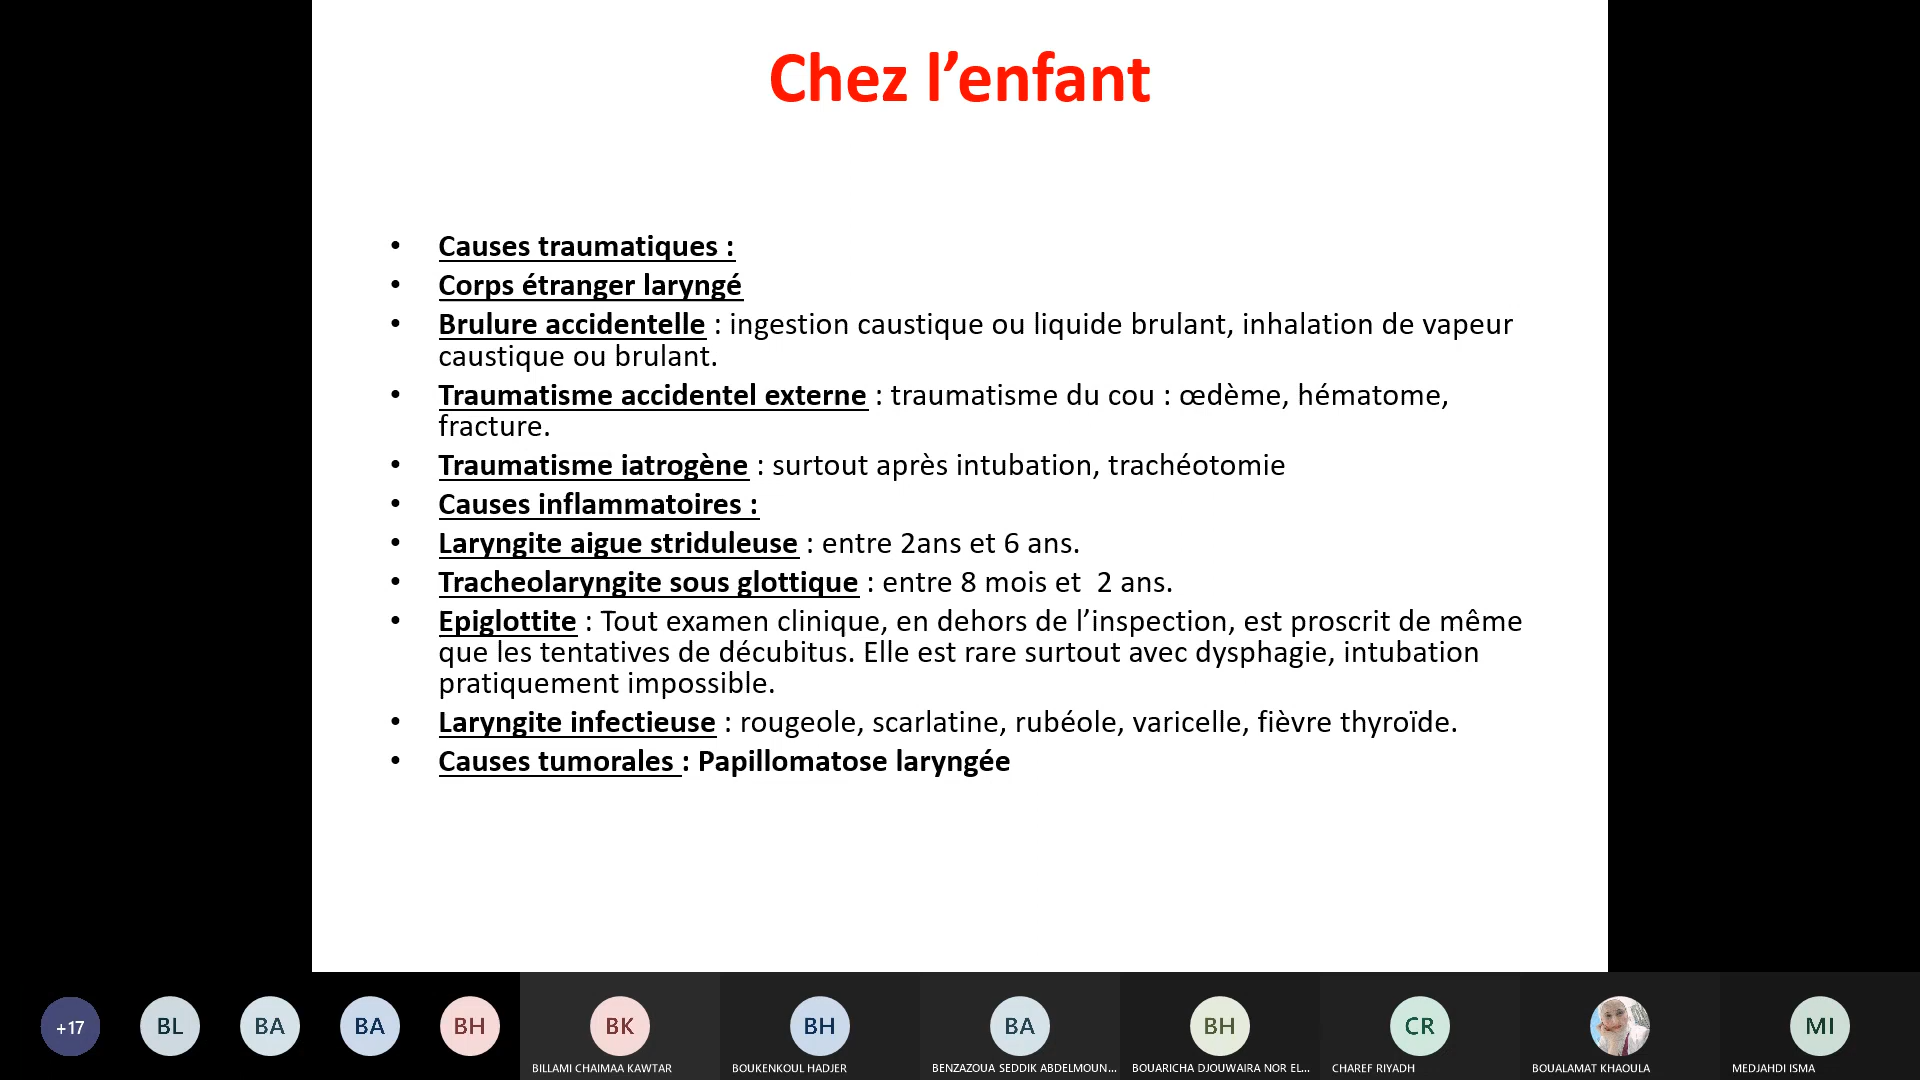 Chez l’enfant
• Causes traumatiques :
• Corps étranger laryngé
• Brulure accidentelle : ingestion caustique ou liquide brulant, inhalation de vapeur
caustique ou brulant.
• Traumatisme accidentel externe : traumatisme du cou : œdème, hématome,
fracture.
• Traumatisme iatrogène : surtout après intubation, trachéotomie
• Causes inflammatoires :
• Laryngite aigue striduleuse : entre 2ans et 6 ans.
• Tracheolaryngite sous glottique : entre 8 mois et  2 ans.
• Epiglottite : Tout examen clinique, en dehors de l’inspection, est proscrit de même
que les tentatives de décubitus. Elle est rare surtout avec dysphagie, intubation
pratiquement impossible.
• Laryngite infectieuse : rougeole, scarlatine, rubéole, varicelle, fièvre thyroïde.
• Causes tumorales : Papillomatose laryngée
+17 BL BA BA BH BK BH BA BH CR MI
BILLAMI CHAIMAA KAWTAR BOUKENKOUL HADJER BENZAZOUA SEDDIK ABDELMOUN... BOUARICHA DJOUWAIRA NOR EL... CHAREF RIYADH BOUALAMAT KHAOULA MEDJAHDI ISMA